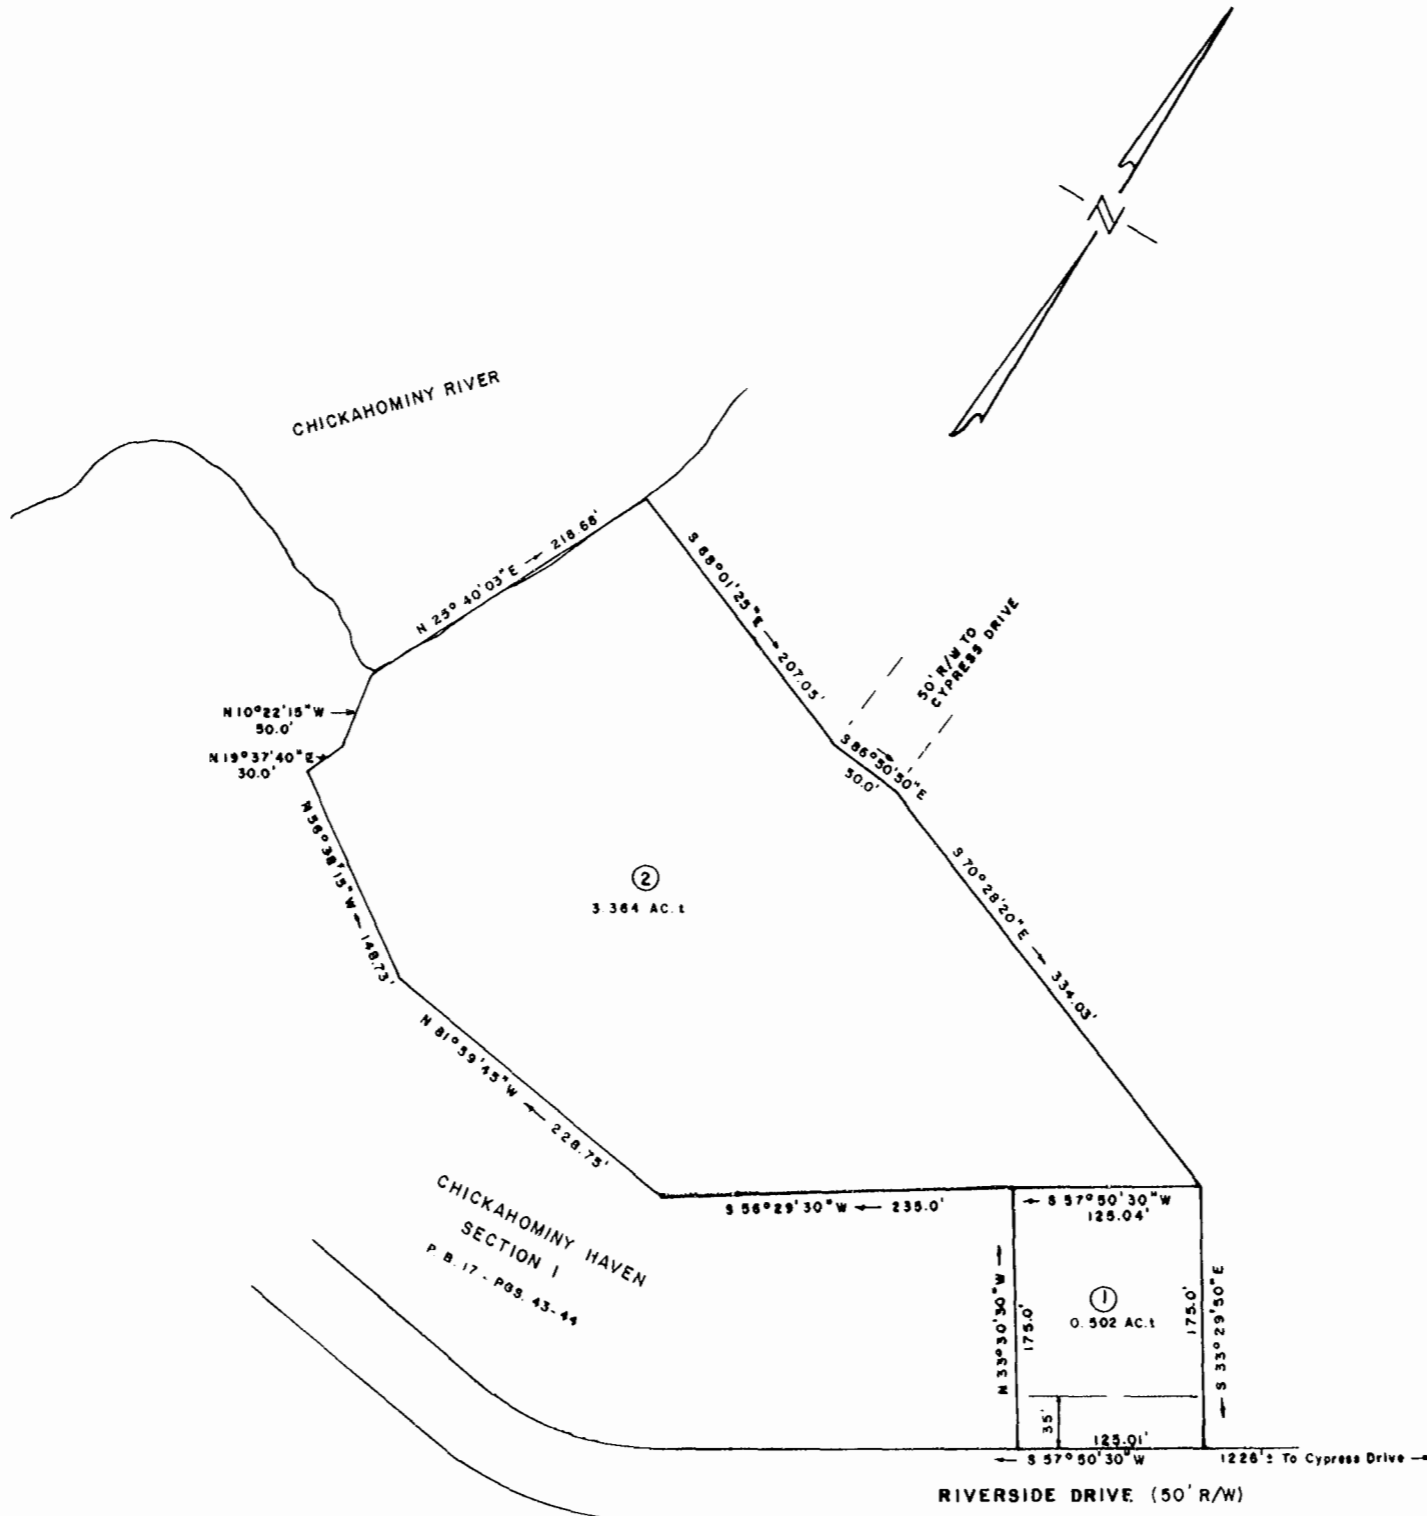 N
CHICKAHOMINY RIVER
N 25° 40' 03" E → 218.68'
S 68° 01' 25" E → 207.05'
50' R/W TO
CYPRESS DRIVE
N 10° 22' 15" W →
50.0'
N 19° 37' 40" E →
30.0'
S 86° 50' 50" E
50.0'
N 56° 38' 15" W ← 148.73'
2
3.364 AC.±
S 70° 28' 20" E → 334.03'
N 81° 59' 45" W ← 228.75'
S 56° 29' 30" W ← 235.0'
← S 57° 50' 30" W
125.04'
CHICKAHOMINY HAVEN
SECTION 1
P. B. 17 - PGS. 43-44
N 33° 30' 30" W →
175.0'
1
0.502 AC.±
175.0'
← S 33° 29' 50" E
35'
125.01'
← S 57° 50' 30" W
1226'± To Cypress Drive →
RIVERSIDE DRIVE (50' R/W)